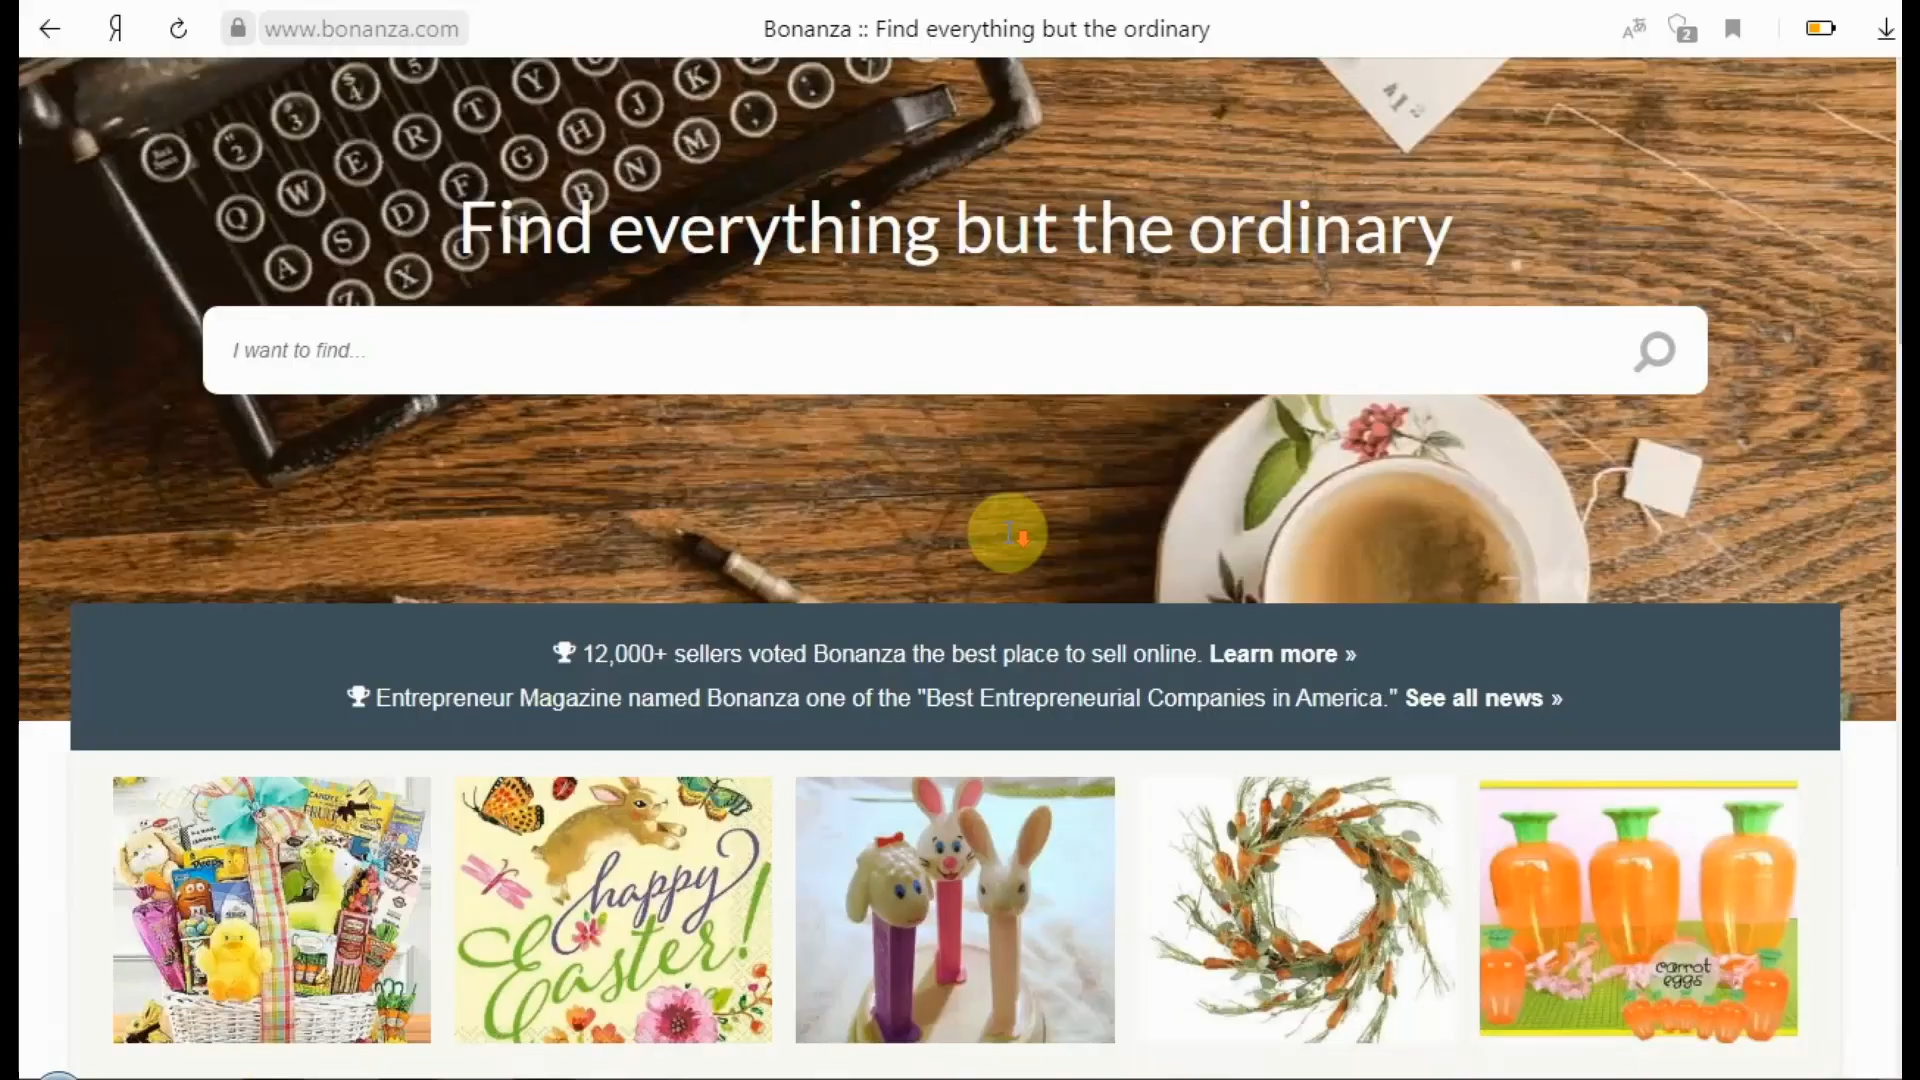 www.bonanza.com
Bonanza :: Find everything but the ordinary
2
Find everything but the ordinary
I want to find...
12,000+ sellers voted Bonanza the best place to sell online. Learn more »
Entrepreneur Magazine named Bonanza one of the "Best Entrepreneurial Companies in America." See all news »
happy
Easter!
carrot
eggs